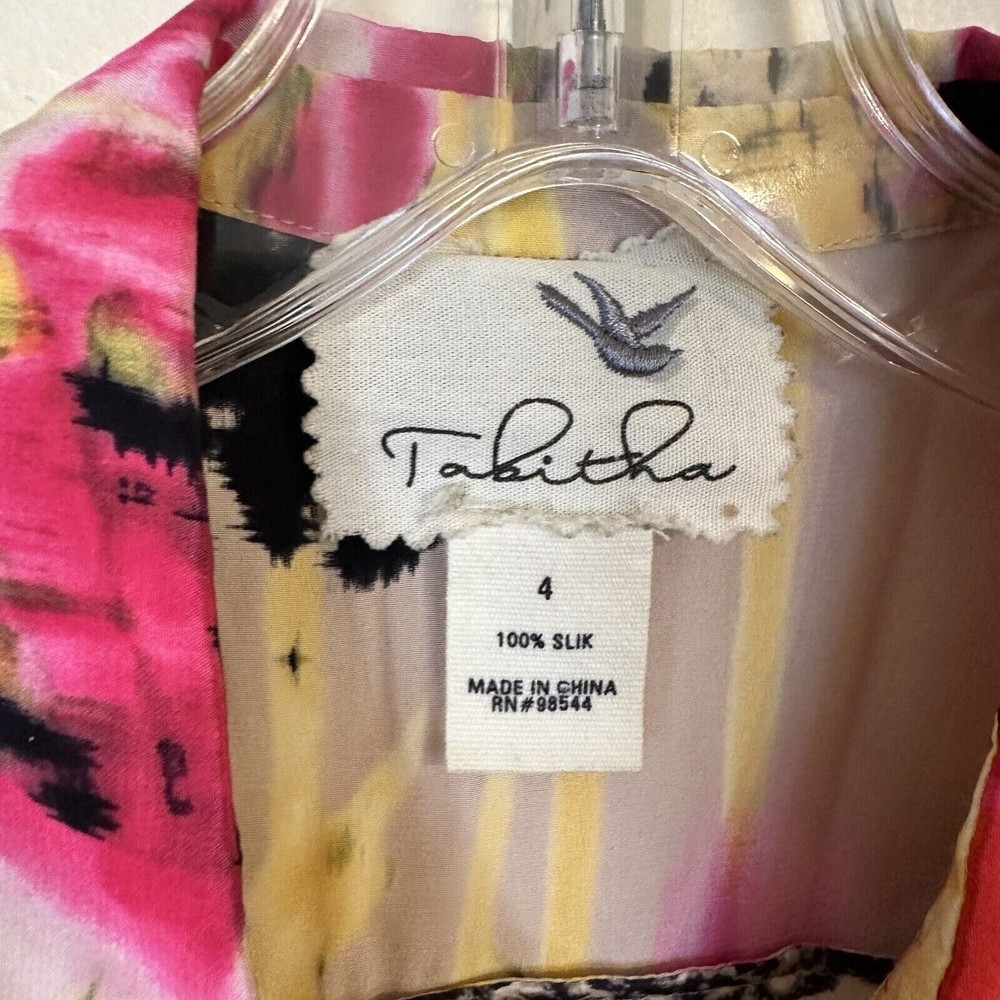 Tabitha
4
100% SLIK
MADE IN CHINA
RN#98544